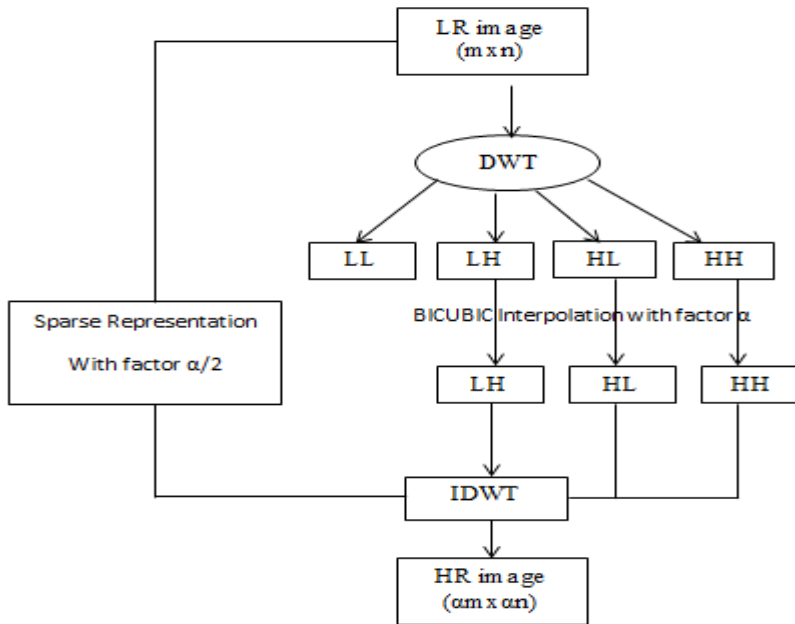 LR image
(m x n)
DWT
LL
LH
HL
HH
Sparse Representation
With factor α/2
BICUBIC Interpolation with factor α
LH
HL
HH
IDWT
HR image
(αm x αn)